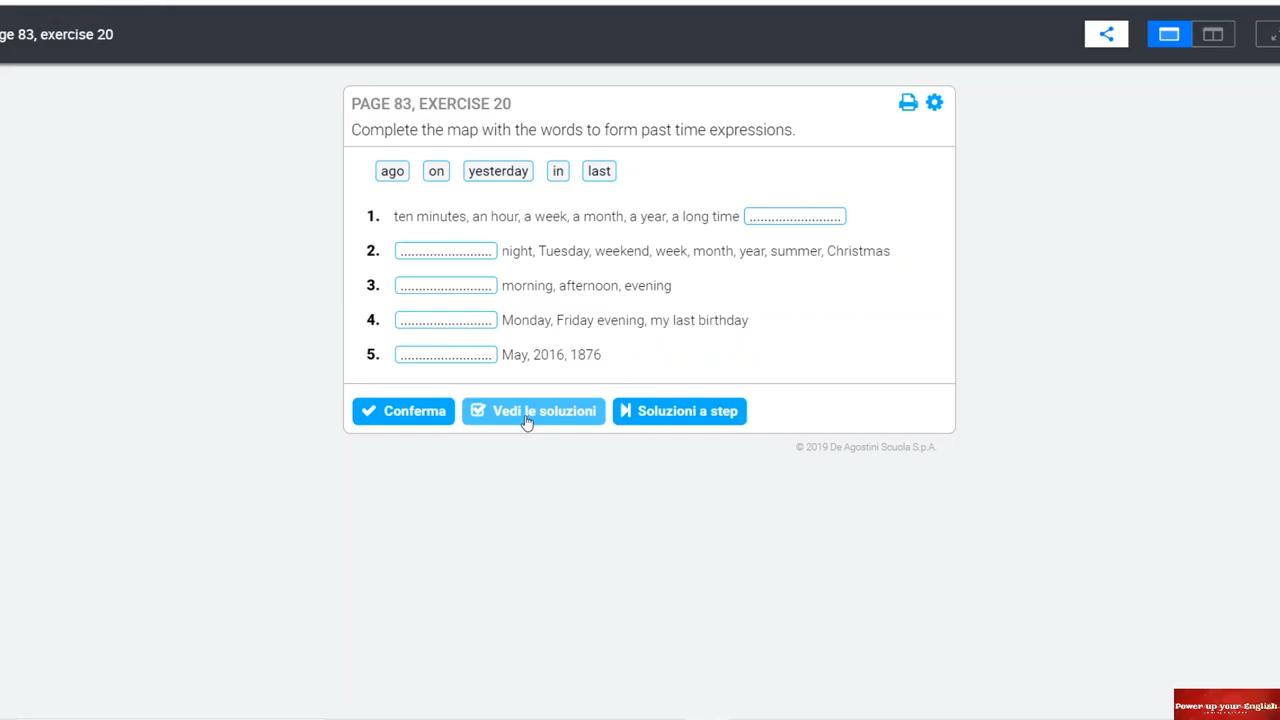 ge 83, exercise 20
PAGE 83, EXERCISE 20
Complete the map with the words to form past time expressions.
ago on yesterday in last
1. ten minutes, an hour, a week, a month, a year, a long time ........................
2. ........................ night, Tuesday, weekend, week, month, year, summer, Christmas
3. ........................ morning, afternoon, evening
4. ........................ Monday, Friday evening, my last birthday
5. ........................ May, 2016, 1876
Conferma Vedi le soluzioni Soluzioni a step
© 2019 De Agostini Scuola S.p.A.
Power up your English